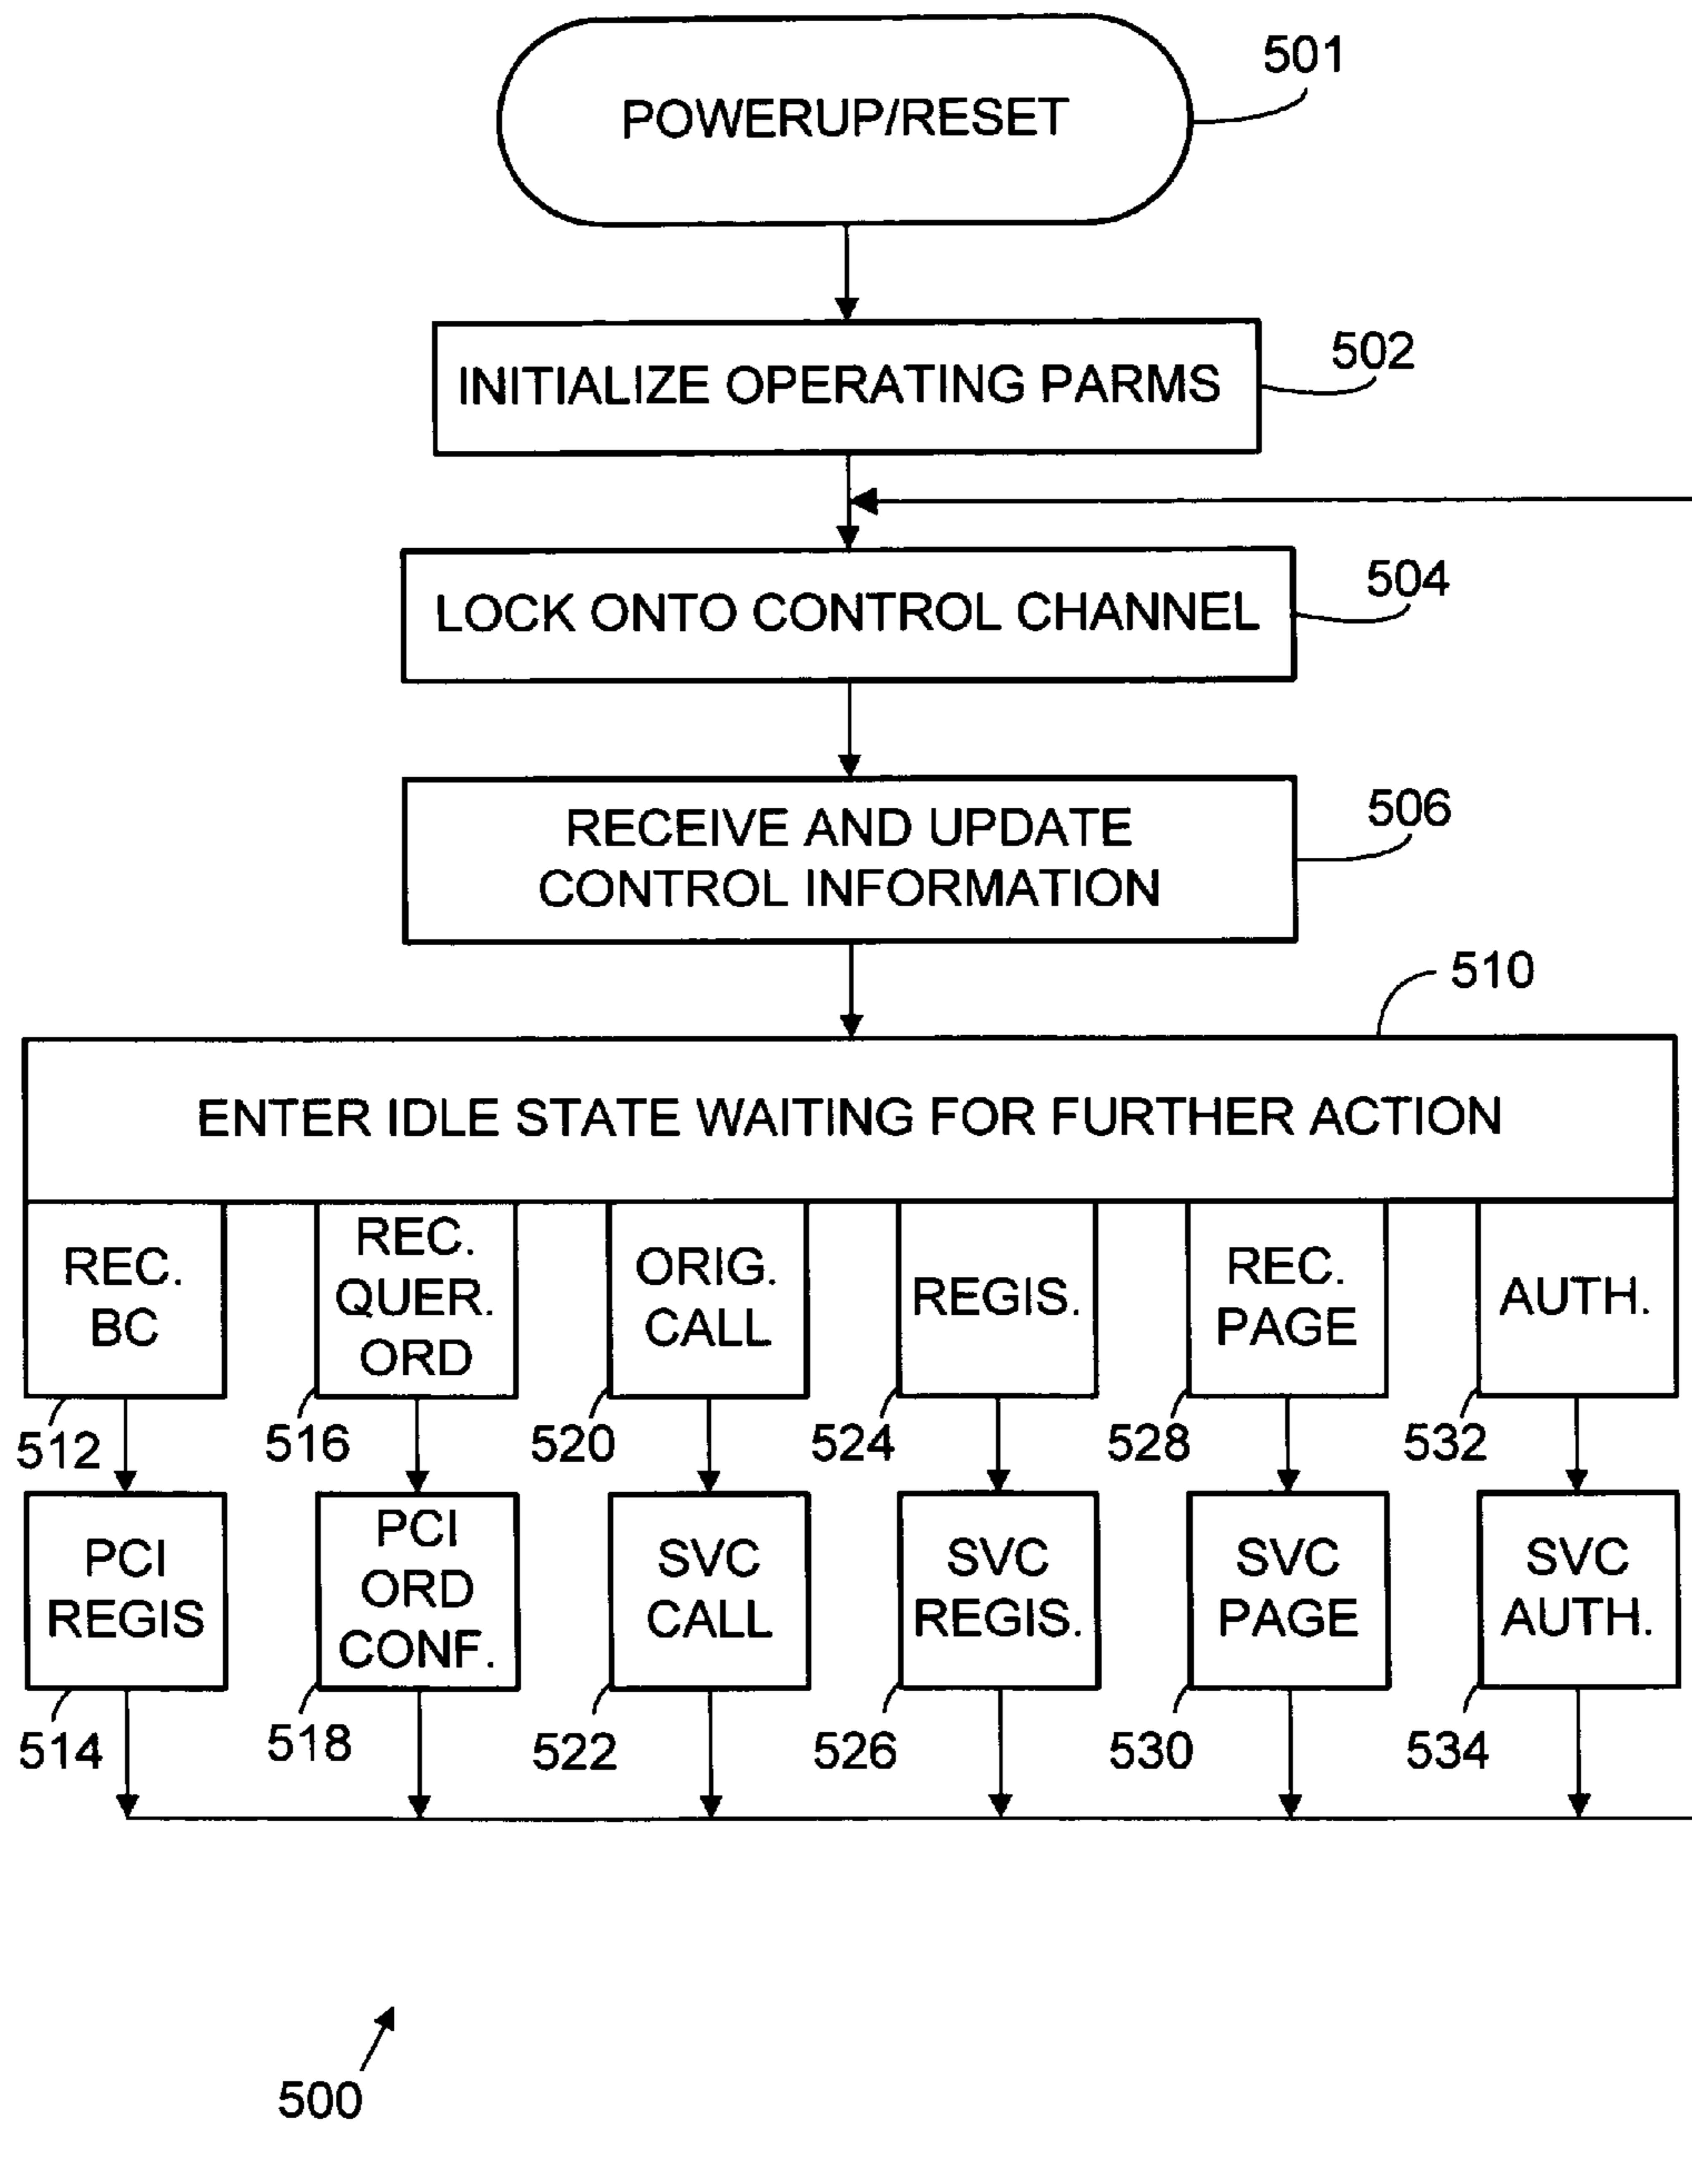 501
POWERUP/RESET
502
INITIALIZE OPERATING PARMS
504
LOCK ONTO CONTROL CHANNEL
506
RECEIVE AND UPDATE
CONTROL INFORMATION
510
ENTER IDLE STATE WAITING FOR FURTHER ACTION
REC.
BC
512
REC.
QUER.
ORD
516
ORIG.
CALL
520
REGIS.
524
REC.
PAGE
528
AUTH.
532
PCI
REGIS
514
PCI
ORD
CONF.
518
SVC
CALL
522
SVC
REGIS.
526
SVC
PAGE
530
SVC
AUTH.
534
500